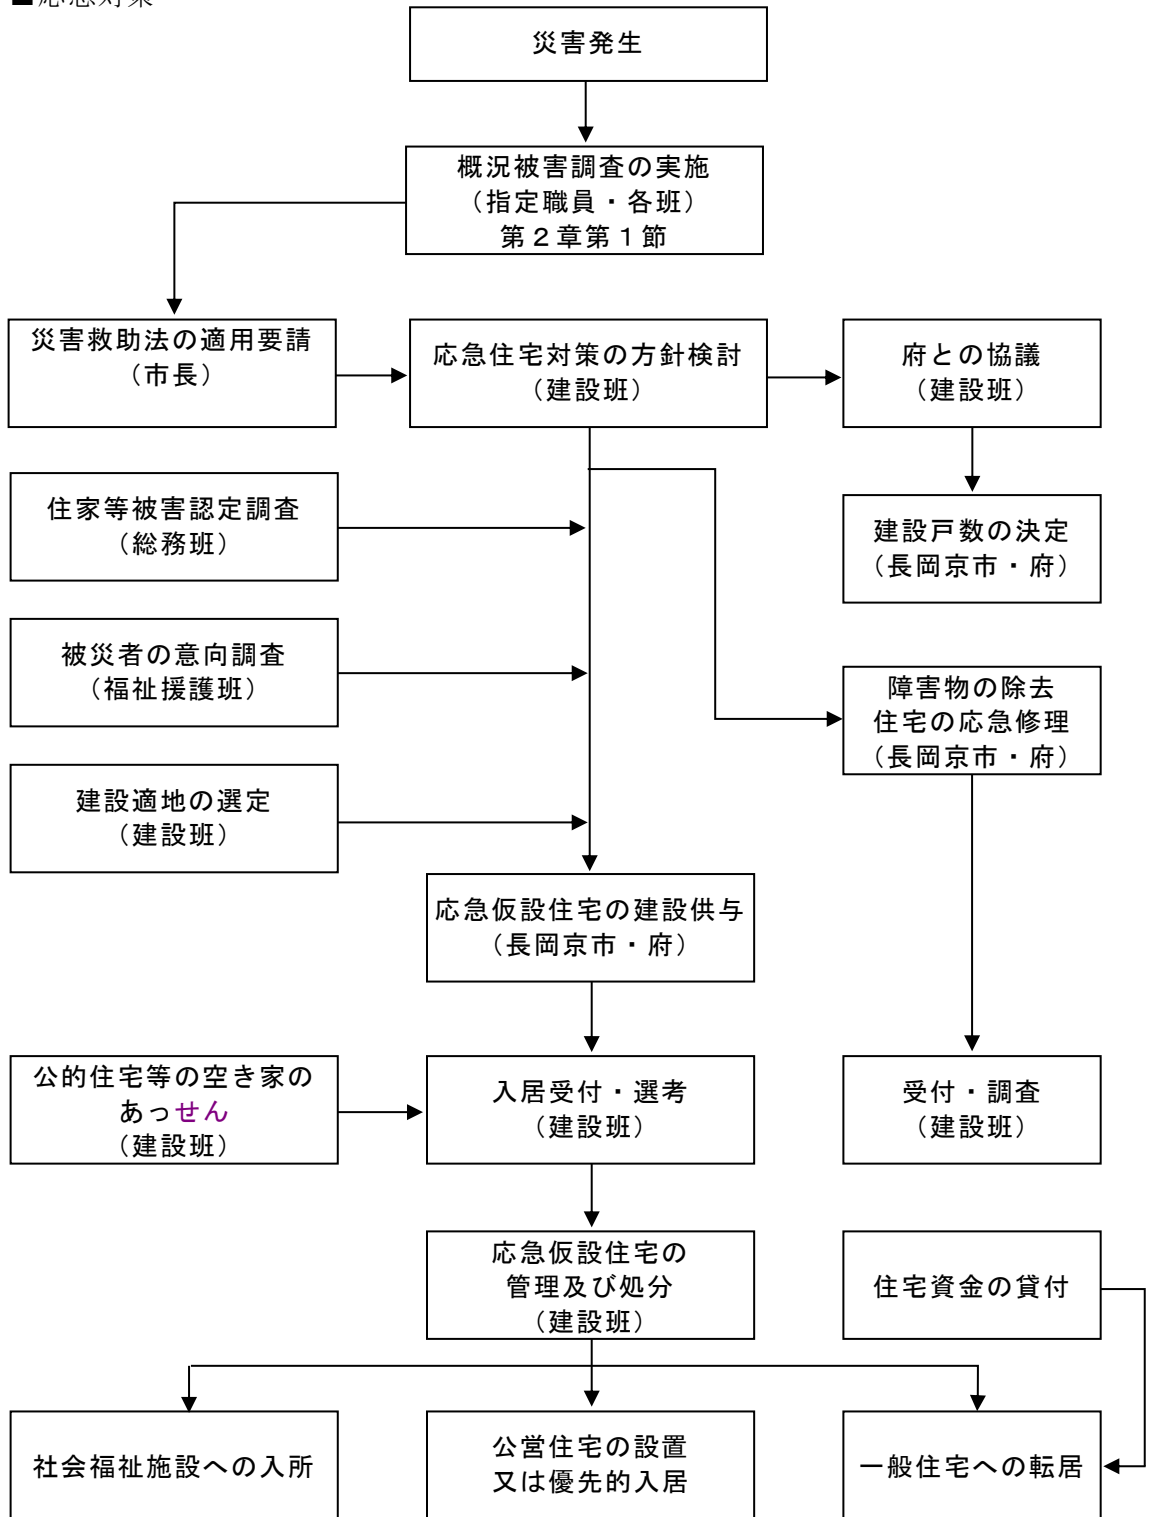 ■応急対策
災害発生
概況被害調査の実施
（指定職員・各班）
第２章第１節
災害救助法の適用要請
（市長）
応急住宅対策の方針検討
（建設班）
府との協議
（建設班）
住家等被害認定調査
（総務班）
建設戸数の決定
（長岡京市・府）
被災者の意向調査
（福祉援護班）
障害物の除去
住宅の応急修理
（長岡京市・府）
建設適地の選定
（建設班）
応急仮設住宅の建設供与
（長岡京市・府）
公的住宅等の空き家の
あっせん
（建設班）
入居受付・選考
（建設班）
受付・調査
（建設班）
応急仮設住宅の
管理及び処分
（建設班）
住宅資金の貸付
社会福祉施設への入所
公営住宅の設置
又は優先的入居
一般住宅への転居